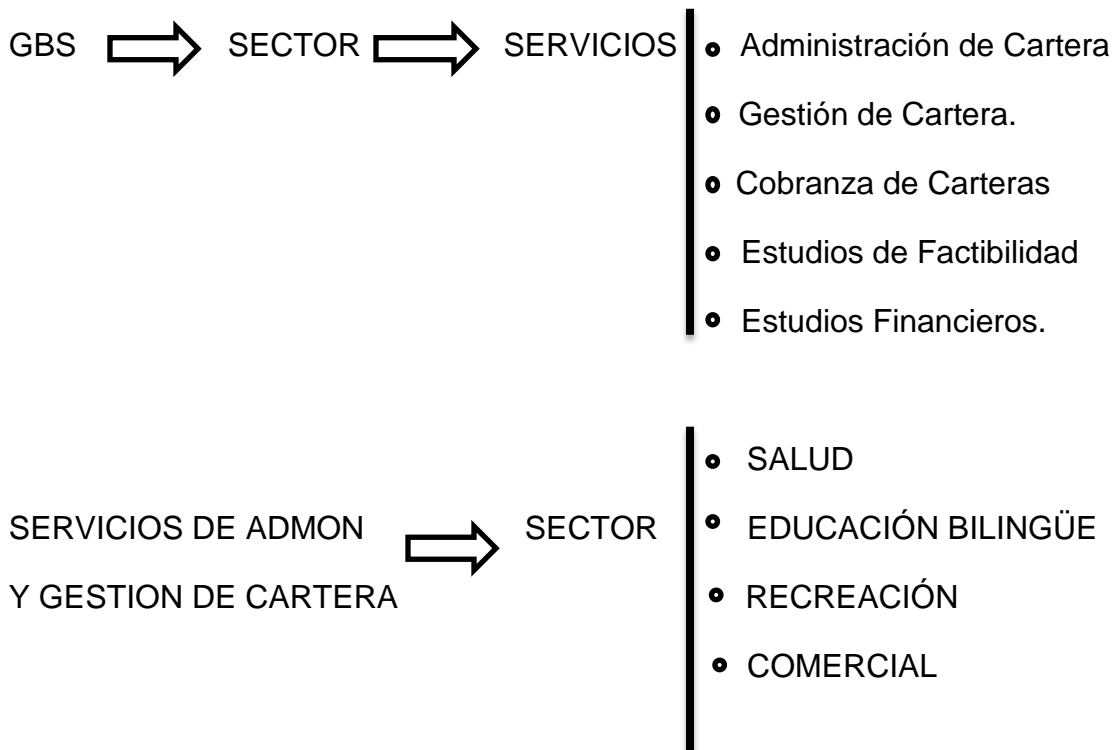 GBS SECTOR SERVICIOS Administración de Cartera
Gestión de Cartera.
Cobranza de Carteras
Estudios de Factibilidad
Estudios Financieros.
SALUD
SERVICIOS DE ADMON SECTOR EDUCACIÓN BILINGÜE
Y GESTION DE CARTERA RECREACIÓN
COMERCIAL